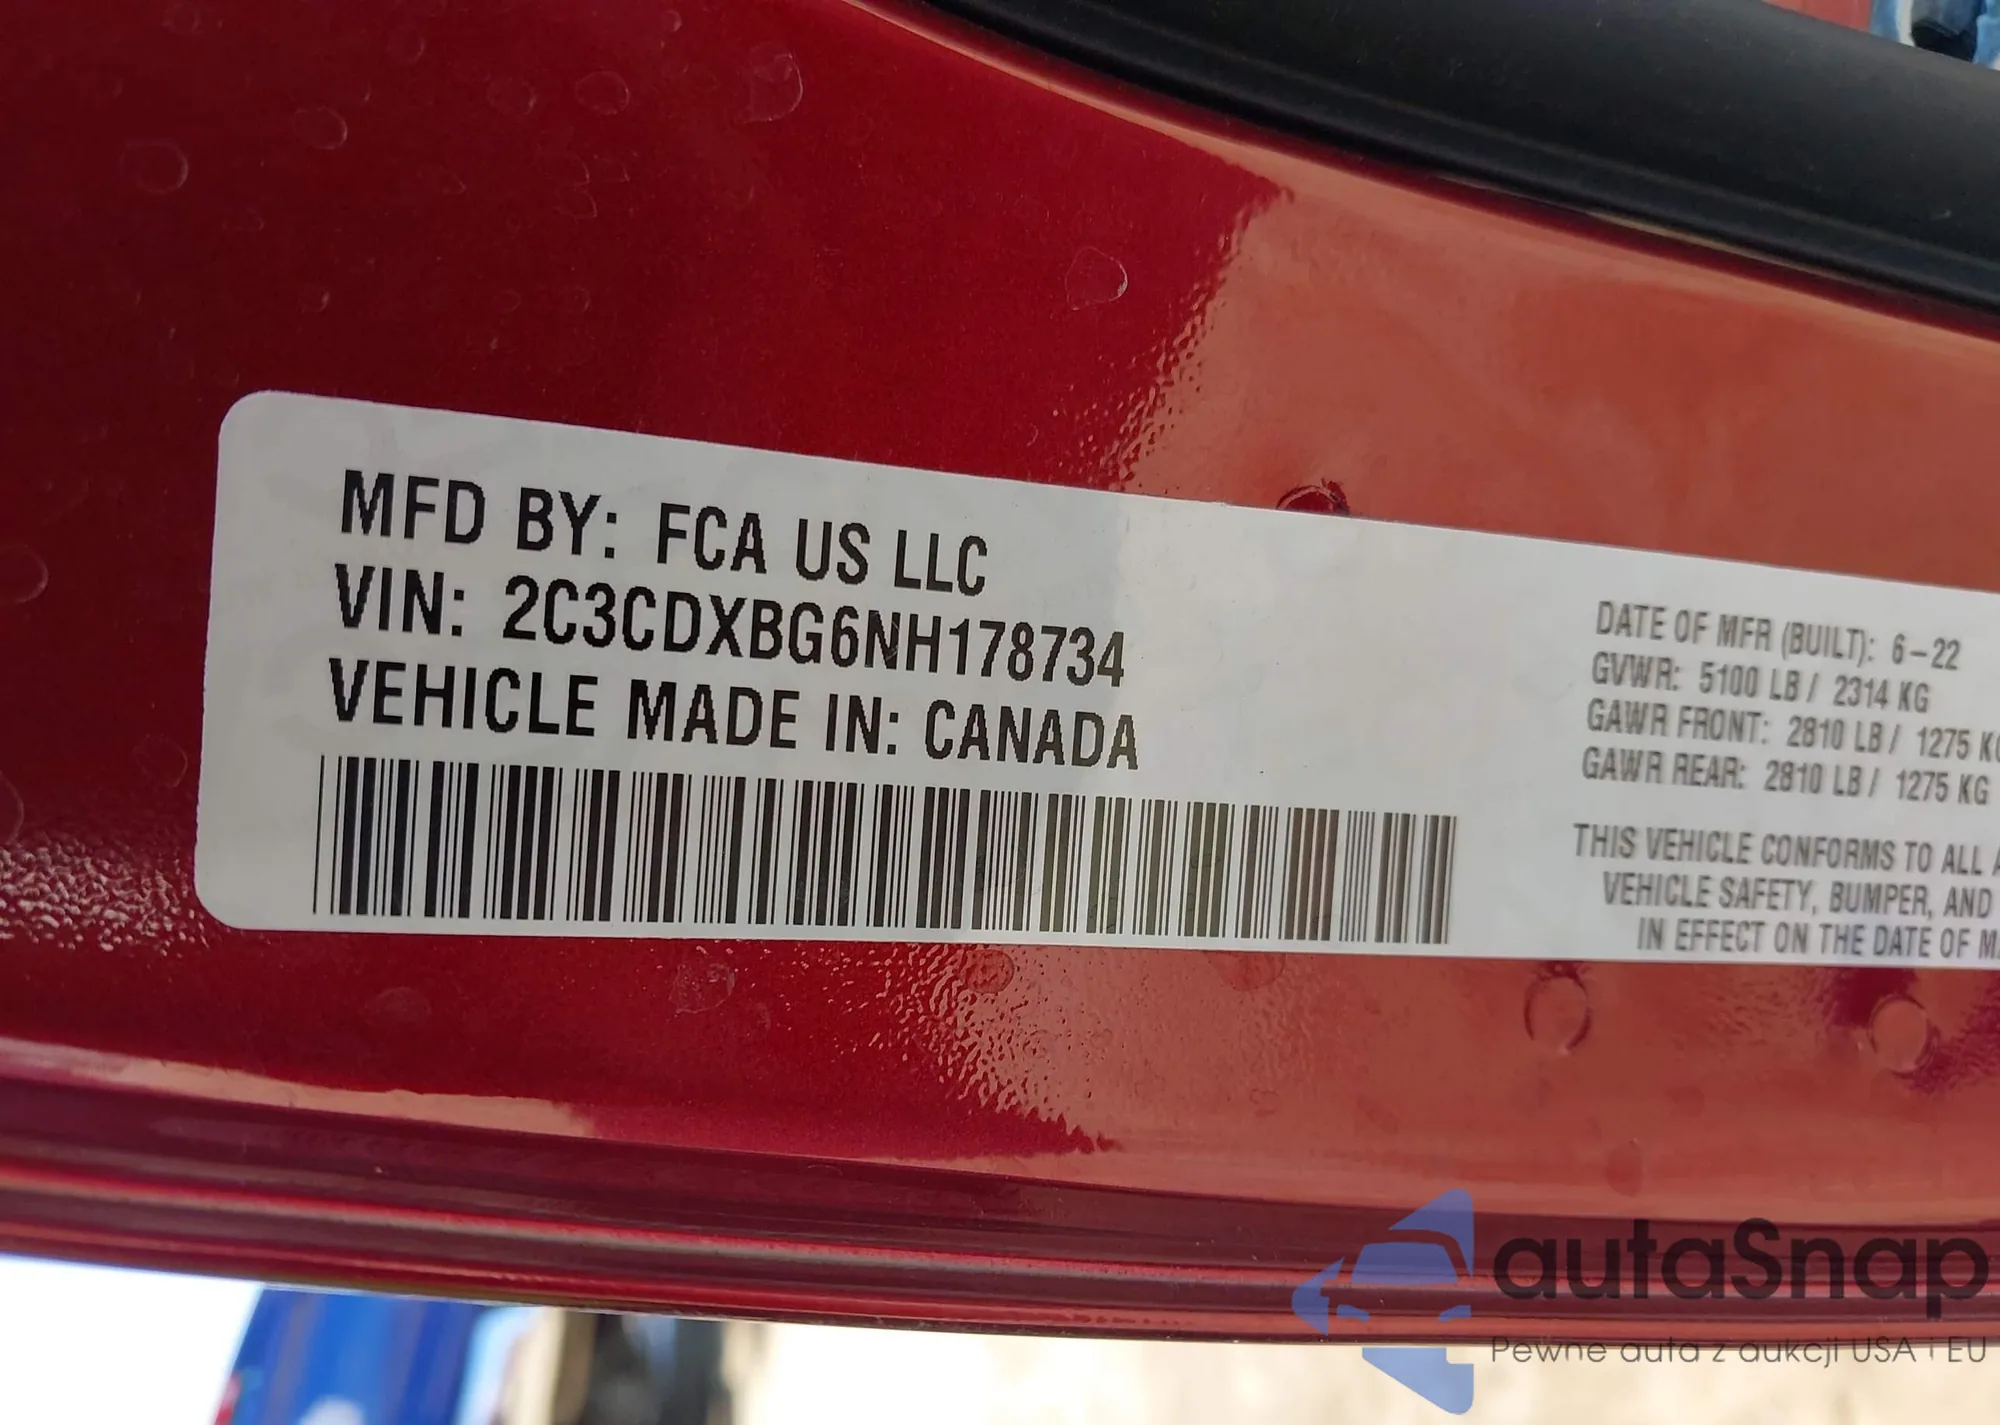 MFD BY: FCA US LLC
VIN: 2C3CDXBG6NH178734
VEHICLE MADE IN: CANADA
DATE OF MFR (BUILT): 6-22
GVWR: 5100 LB / 2314 KG
GAWR FRONT: 2810 LB / 1275 KG
GAWR REAR: 2810 LB / 1275 KG
THIS VEHICLE CONFORMS TO ALL A
VEHICLE SAFETY, BUMPER, AND
IN EFFECT ON THE DATE OF MA
autaSnap
Pewne auta z aukcji USA i EU